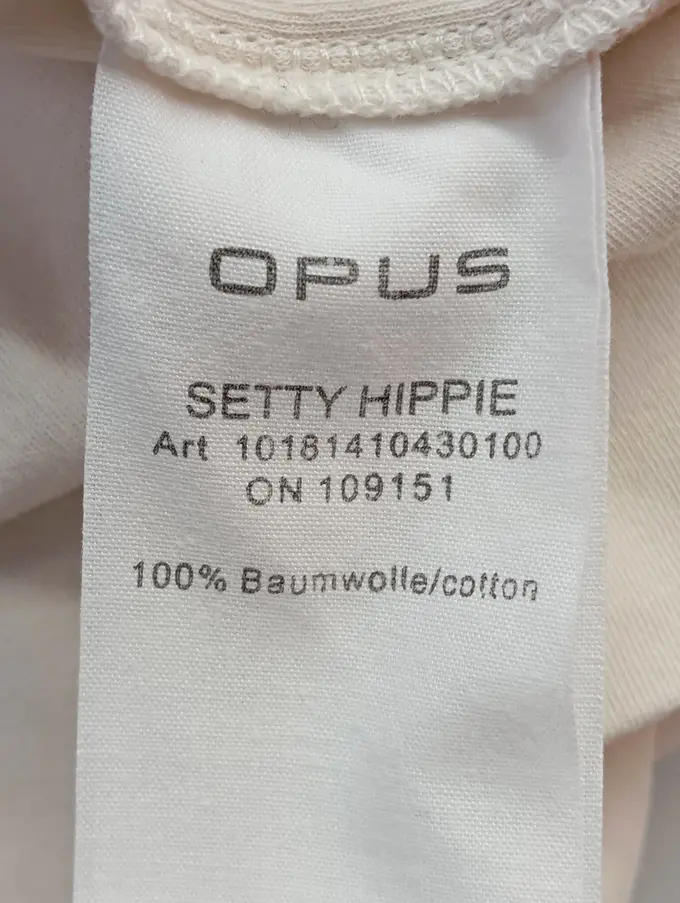 OPUS
SETTY HIPPIE
Art 10181410430100
ON 109151
100% Baumwolle/cotton